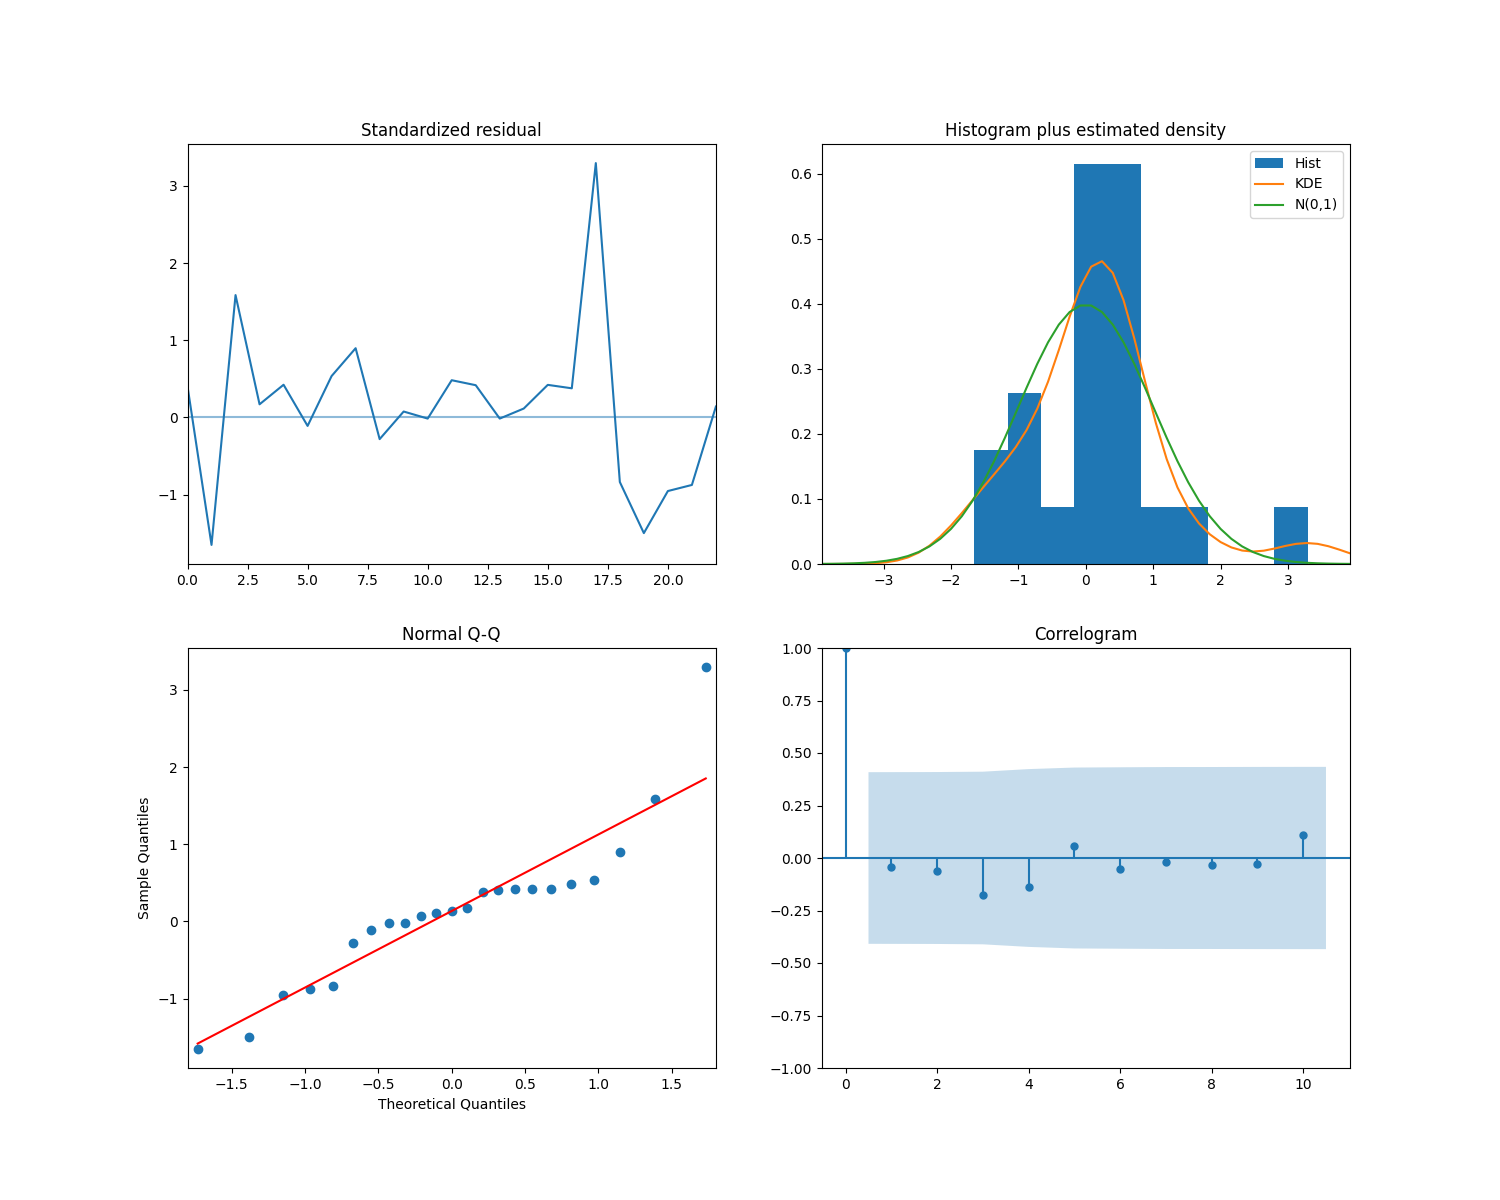 Standardized residual
3
2
1
0
−1
0.0 2.5 5.0 7.5 10.0 12.5 15.0 17.5 20.0
Histogram plus estimated density
Hist
KDE
N(0,1)
0.6
0.5
0.4
0.3
0.2
0.1
0.0
−3 −2 −1 0 1 2 3
Normal Q-Q
Sample Quantiles
3
2
1
0
−1
−1.5 −1.0 −0.5 0.0 0.5 1.0 1.5
Theoretical Quantiles
Correlogram
1.00
0.75
0.50
0.25
0.00
−0.25
−0.50
−0.75
−1.00
0 2 4 6 8 10